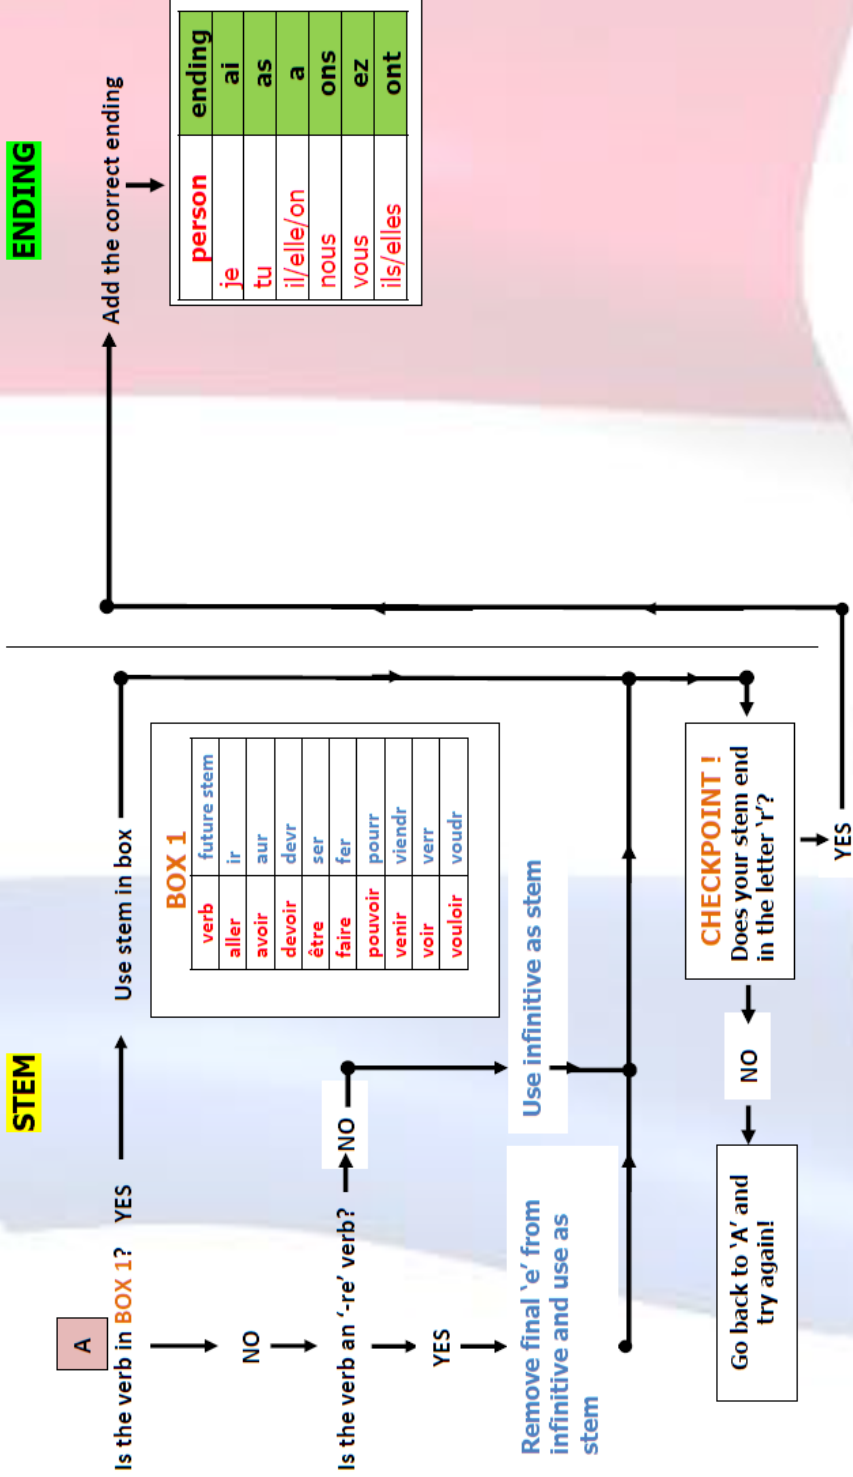 STEM
ENDING
A
Is the verb in BOX 1? YES
Use stem in box
Add the correct ending
BOX 1
verb future stem
aller ir
avoir aur
devoir devr
être ser
faire fer
pouvoir pourr
venir viendr
voir verr
vouloir voudr
person ending
je ai
tu as
il/elle/on a
nous ons
vous ez
ils/elles ont
NO
Is the verb an ‘-re’ verb?
NO
YES
Remove final ‘e’ from
infinitive and use as
stem
Use infinitive as stem
CHECKPOINT !
Does your stem end
in the letter ‘r’?
NO
Go back to ‘A’ and
try again!
YES